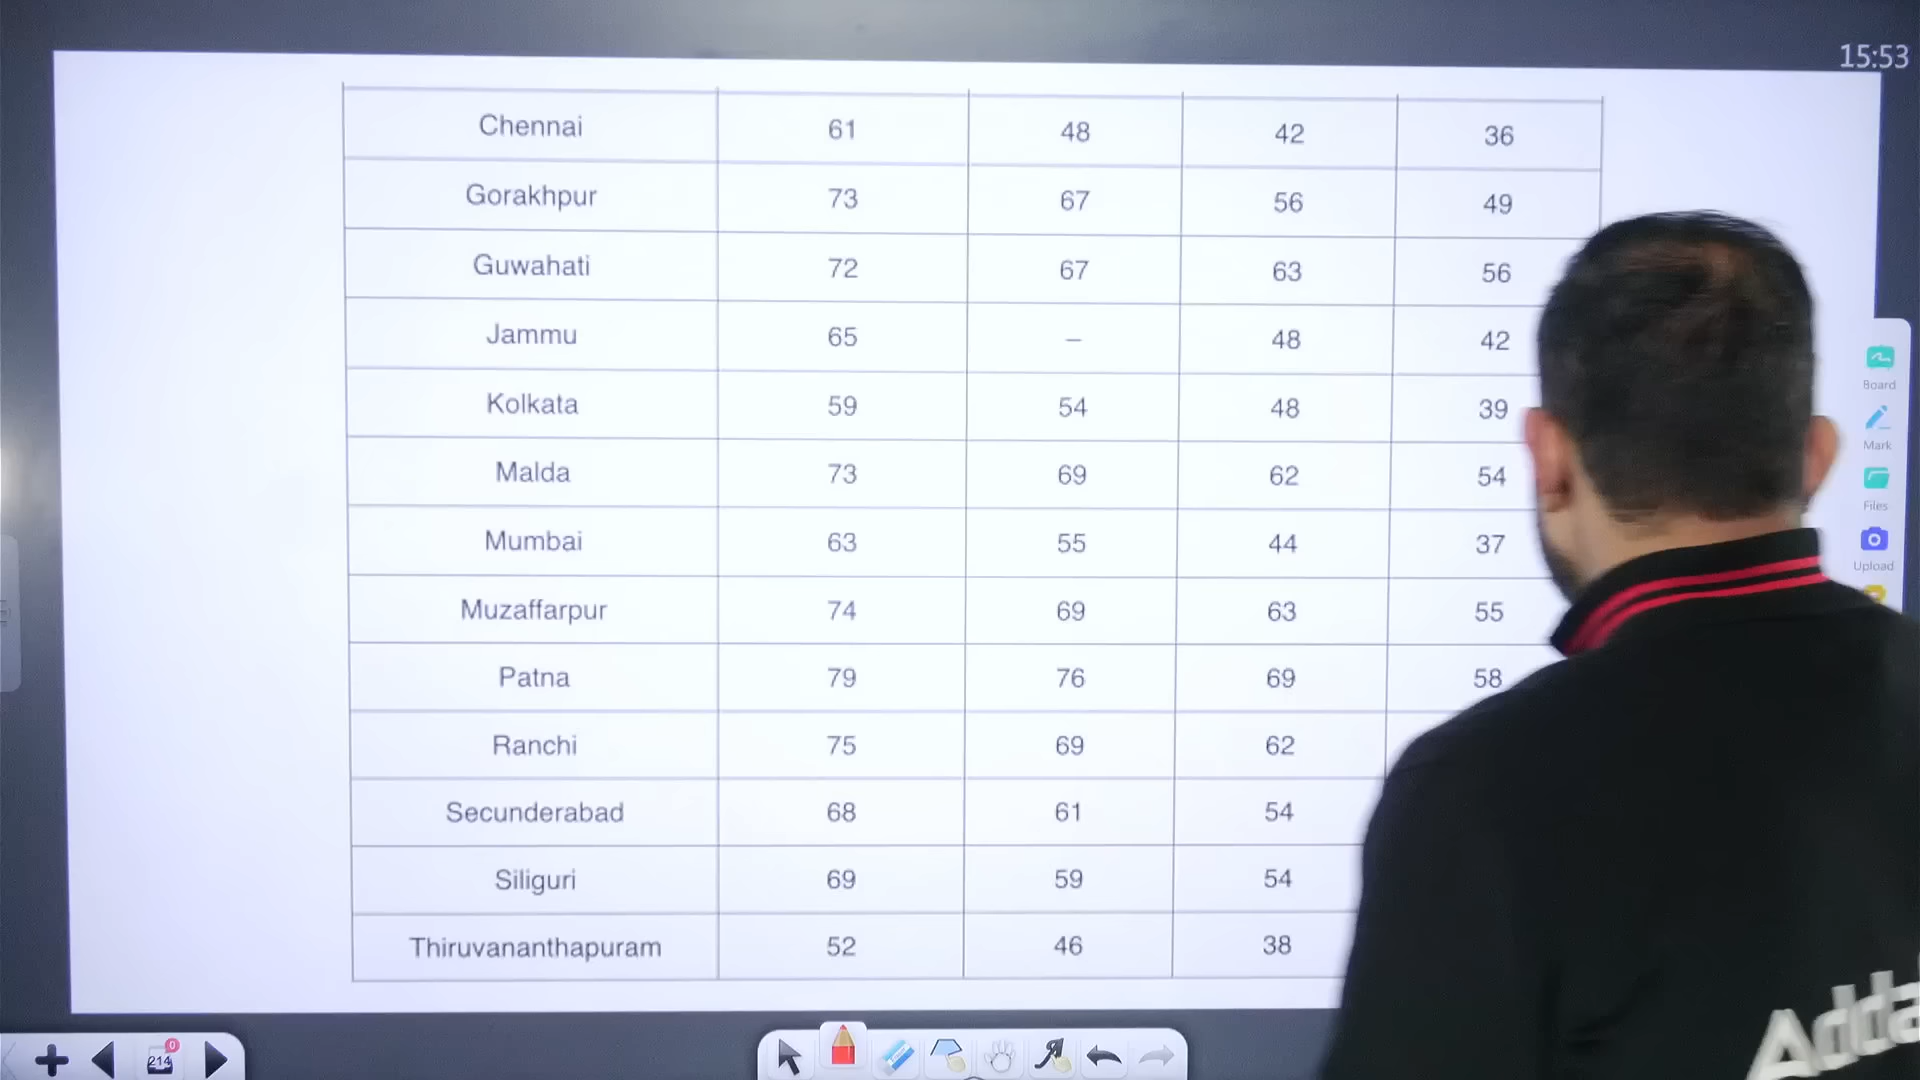 15:53
Chennai 61 48 42 36
Gorakhpur 73 67 56 49
Guwahati 72 67 63 56
Jammu 65 – 48 42
Kolkata 59 54 48 39
Malda 73 69 62 54
Mumbai 63 55 44 37
Muzaffarpur 74 69 63 55
Patna 79 76 69 58
Ranchi 75 69 62
Secunderabad 68 61 54
Siliguri 69 59 54
Thiruvananthapuram 52 46 38
Board
Mark
Files
Upload
214
0
Adda